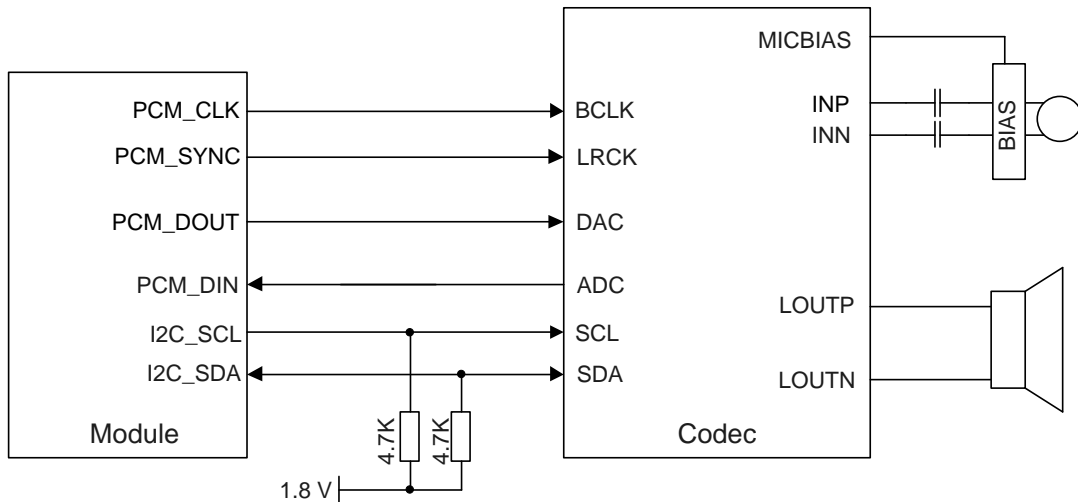 MICBIAS
PCM_CLK
BCLK
INP
INN
BIAS
PCM_SYNC
LRCK
PCM_DOUT
DAC
PCM_DIN
ADC
LOUTP
I2C_SCL
SCL
I2C_SDA
SDA
LOUTN
4.7K
4.7K
Module
Codec
1.8 V